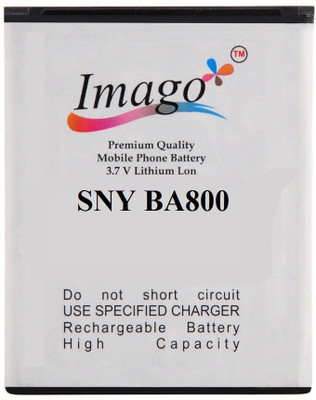 TM
Imago
Premium Quality
Mobile Phone Battery
3.7 V Lithium Lon
SNY BA800
Do not short circuit
USE SPECIFIED CHARGER
Rechargeable Battery
High Capacity